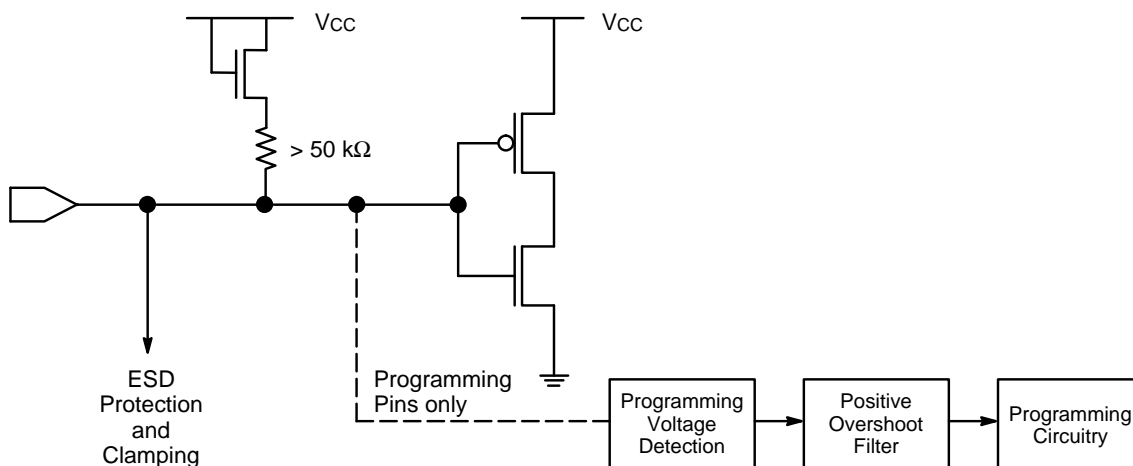 VCC
VCC
> 50 kΩ
ESD
Protection
and
Clamping
Programming
Pins only
Programming
Voltage
Detection
Positive
Overshoot
Filter
Programming
Circuitry